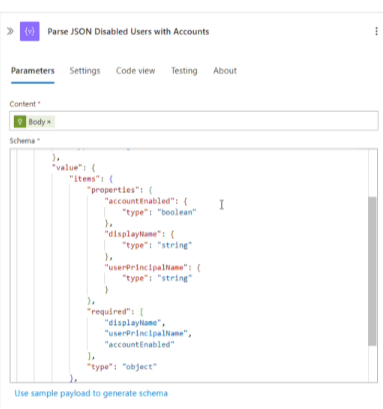 Parse JSON Disabled Users with Accounts
Parameters Settings Code view Testing About
Content *
Body ×
Schema *
},
"value": {
"items": {
"properties": {
"accountEnabled": {
"type": "boolean"
},
"displayName": {
"type": "string"
},
"userPrincipalName": {
"type": "string"
}
},
"required": [
"displayName",
"userPrincipalName",
"accountEnabled"
],
"type": "object"
},
Use sample payload to generate schema